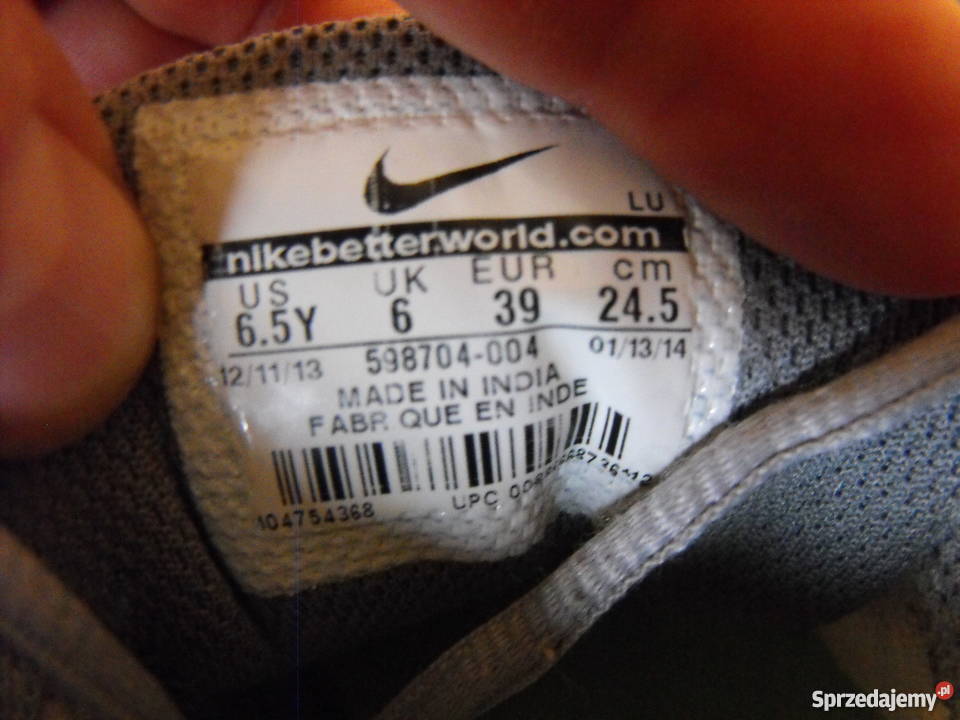 LU
nikebetterworld.com
US UK EUR cm
6.5Y 6 39 24.5
12/11/13 598704-004 01/13/14
MADE IN INDIA
FABR QUE EN INDE
UPC
Sprzedajemy.pl